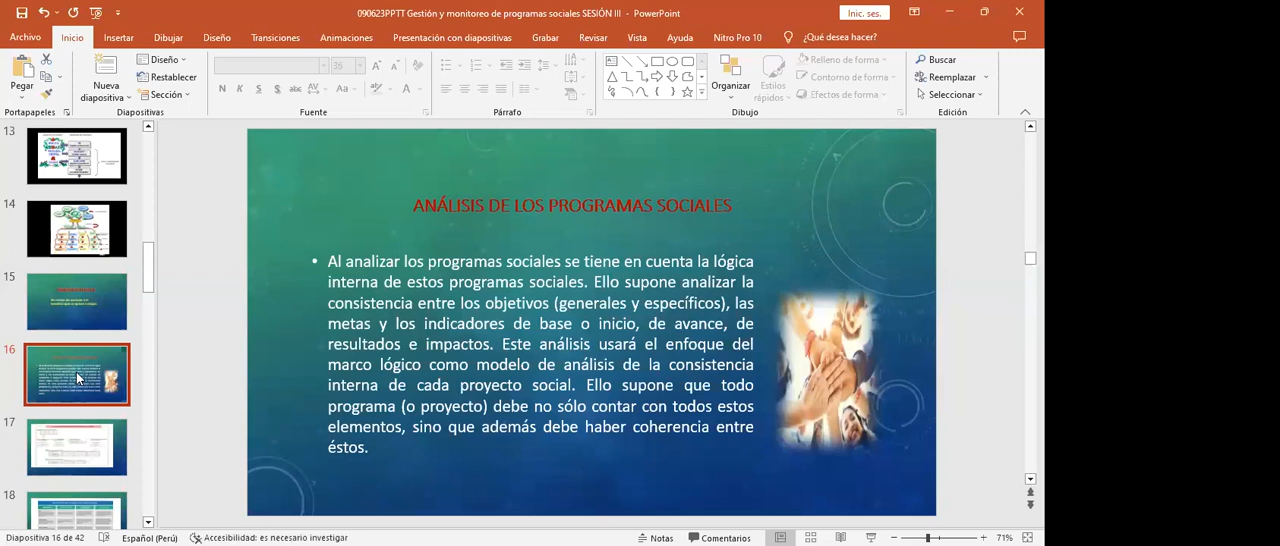 090623PPTT Gestión y monitoreo de programas sociales SESIÓN III - PowerPoint
Inic. ses.
Archivo Inicio Insertar Dibujar Diseño Transiciones Animaciones Presentación con diapositivas Grabar Revisar Vista Ayuda Nitro Pro 10 ¿Qué desea hacer?
Pegar
Nueva diapositiva
Diseño
Restablecer
Sección
36
N K S S abc AV Aa A
Organizar
Estilos rápidos
Relleno de forma
Contorno de forma
Efectos de forma
Buscar
Reemplazar
Seleccionar
Portapapeles Diapositivas Fuente Párrafo Dibujo Edición
13
14
15
16
17
18
ANÁLISIS DE LOS PROGRAMAS SOCIALES
• Al analizar los programas sociales se tiene en cuenta la lógica
interna de estos programas sociales. Ello supone analizar la
consistencia entre los objetivos (generales y específicos), las
metas y los indicadores de base o inicio, de avance, de
resultados e impactos. Este análisis usará el enfoque del
marco lógico como modelo de análisis de la consistencia
interna de cada proyecto social. Ello supone que todo
programa (o proyecto) debe no sólo contar con todos estos
elementos, sino que además debe haber coherencia entre
éstos.
Diapositiva 16 de 42 Español (Perú) Accesibilidad: es necesario investigar Notas Comentarios 71%